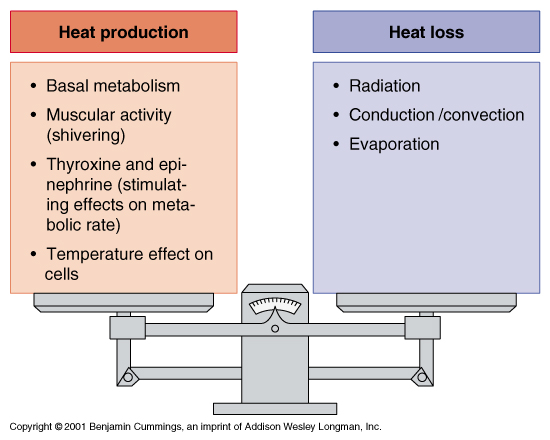 Heat production
Heat loss
• Basal metabolism
• Muscular activity
(shivering)
• Thyroxine and epi-
nephrine (stimulat-
ing effects on meta-
bolic rate)
• Temperature effect on
cells
• Radiation
• Conduction /convection
• Evaporation
Copyright © 2001 Benjamin Cummings, an imprint of Addison Wesley Longman, Inc.